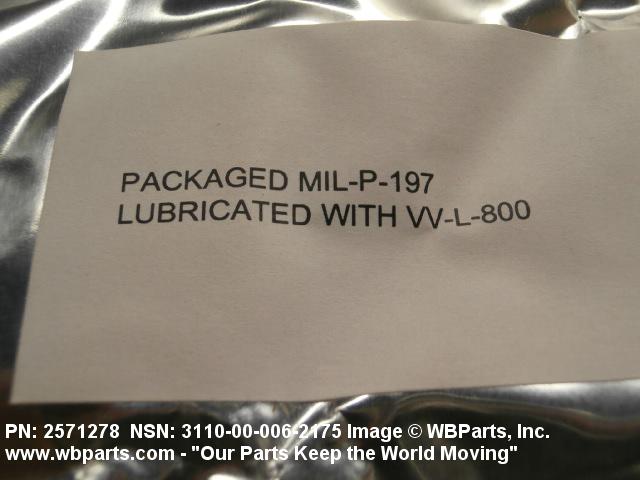 PACKAGED MIL-P-197
LUBRICATED WITH VV-L-800
PN: 2571278 NSN: 3110-00-006-2175 Image © WBParts, Inc.
www.wbparts.com - "Our Parts Keep the World Moving"